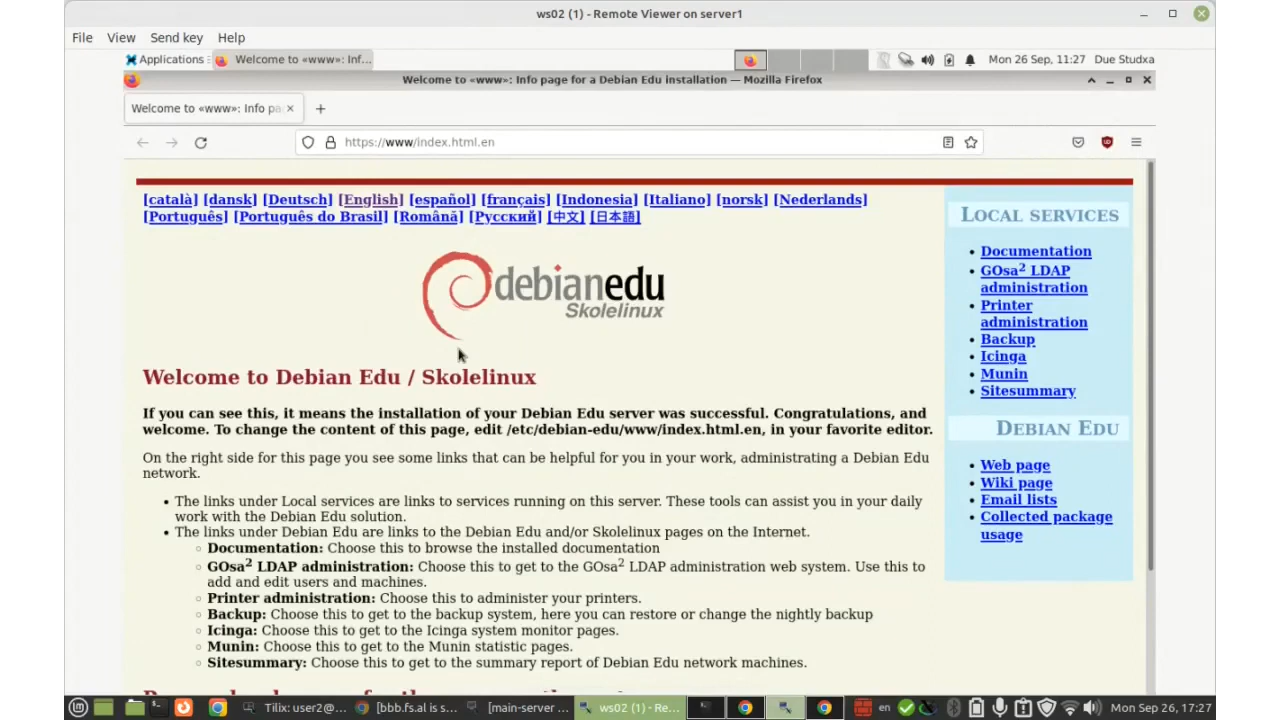 ws02 (1) - Remote Viewer on server1
File View Send key Help
Applications Welcome to «www»: Inf... Mon 26 Sep, 11:27 Due Studxa
Welcome to «www»: Info page for a Debian Edu installation — Mozilla Firefox
Welcome to «www»: Info pa
https://www/index.html.en
[català] [dansk] [Deutsch] [English] [español] [français] [Indonesia] [Italiano] [norsk] [Nederlands]
[Português] [Português do Brasil] [Română] [Русский] [中文] [日本語]
debianedu
Skolelinux
Welcome to Debian Edu / Skolelinux
If you can see this, it means the installation of your Debian Edu server was successful. Congratulations, and
welcome. To change the content of this page, edit /etc/debian-edu/www/index.html.en, in your favorite editor.
On the right side for this page you see some links that can be helpful for you in your work, administrating a Debian Edu
network.
• The links under Local services are links to services running on this server. These tools can assist you in your daily
work with the Debian Edu solution.
• The links under Debian Edu are links to the Debian Edu and/or Skolelinux pages on the Internet.
◦ Documentation: Choose this to browse the installed documentation
◦ GOsa² LDAP administration: Choose this to get to the GOsa² LDAP administration web system. Use this to
add and edit users and machines.
◦ Printer administration: Choose this to administer your printers.
◦ Backup: Choose this to get to the backup system, here you can restore or change the nightly backup
◦ Icinga: Choose this to get to the Icinga system monitor pages.
◦ Munin: Choose this to get to the Munin statistic pages.
◦ Sitesummary: Choose this to get to the summary report of Debian Edu network machines.
LOCAL SERVICES
• Documentation
• GOsa² LDAP
administration
• Printer
administration
• Backup
• Icinga
• Munin
• Sitesummary
DEBIAN EDU
• Web page
• Wiki page
• Email lists
• Collected package
usage
Tilix: user2@... [bbb.fs.al is s... [main-server ... ws02 (1) - Re... en Mon Sep 26, 17:27